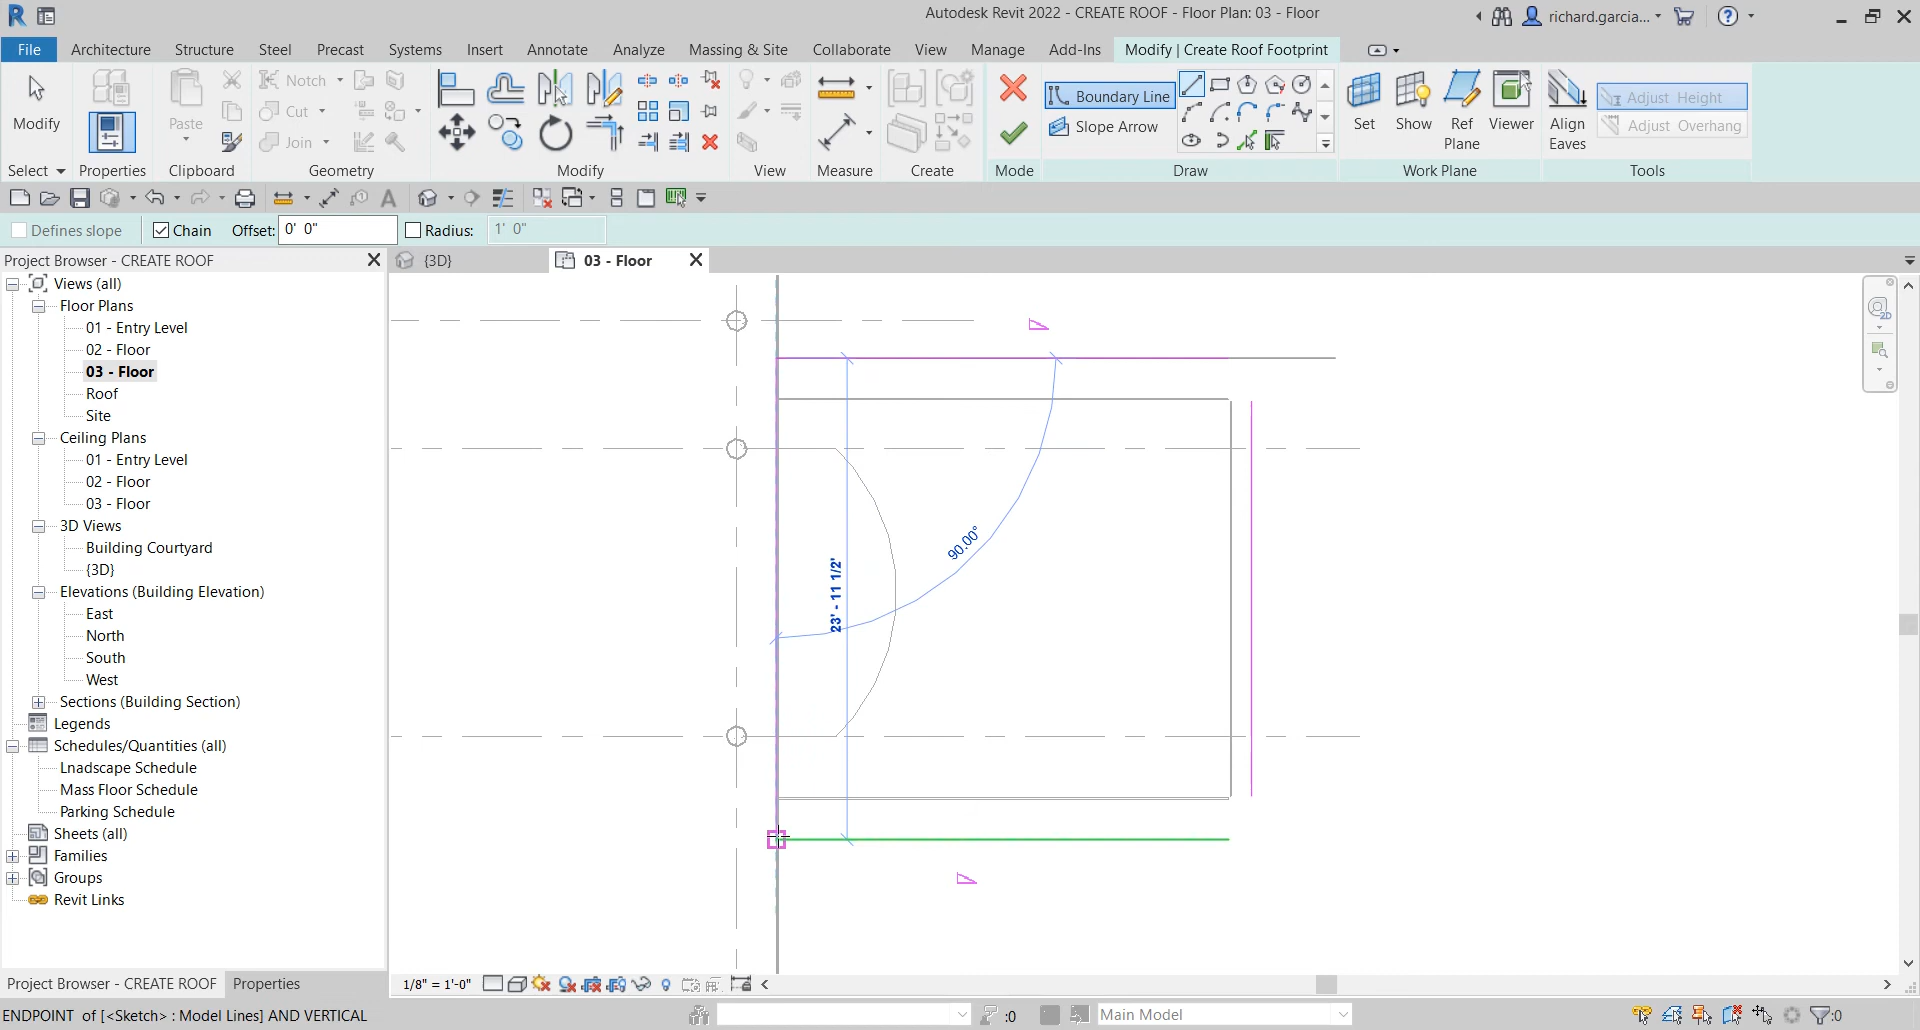 Autodesk Revit 2022 - CREATE ROOF - Floor Plan: 03 - Floor
richard.garcia...
File Architecture Structure Steel Precast Systems Insert Annotate Analyze Massing & Site Collaborate View Manage Add-Ins Modify | Create Roof Footprint
Modify
Paste
Notch
Cut
Join
Boundary Line
Slope Arrow
Set
Show
Ref Plane
Viewer
Align Eaves
Adjust Height
Adjust Overhang
Select Properties Clipboard Geometry Modify View Measure Create Mode Draw Work Plane Tools
Defines slope Chain Offset: 0' 0" Radius: 1' 0"
Project Browser - CREATE ROOF
{3D}
03 - Floor
Views (all)
Floor Plans
01 - Entry Level
02 - Floor
03 - Floor
Roof
Site
Ceiling Plans
01 - Entry Level
02 - Floor
03 - Floor
3D Views
Building Courtyard
{3D}
Elevations (Building Elevation)
East
North
South
West
Sections (Building Section)
Legends
Schedules/Quantities (all)
Lnadscape Schedule
Mass Floor Schedule
Parking Schedule
Sheets (all)
Families
Groups
Revit Links
2D
90.00°
23' - 11 1/2"
Project Browser - CREATE ROOF Properties
1/8" = 1'-0"
ENDPOINT of [<Sketch> : Model Lines] AND VERTICAL
:0
Main Model
:0